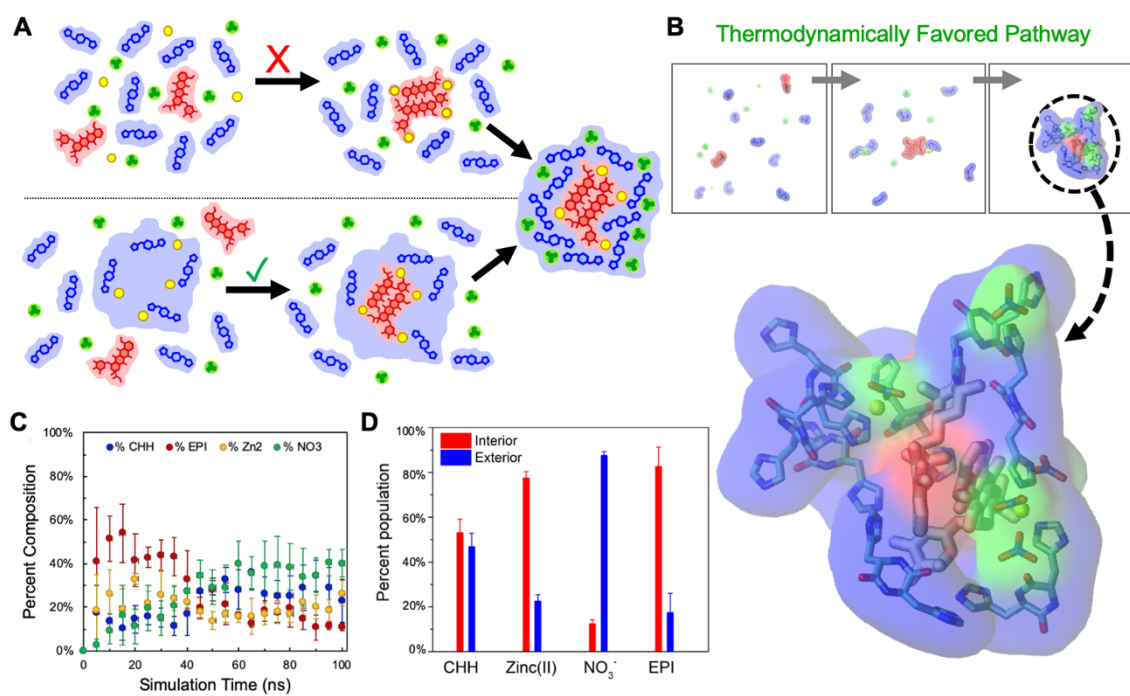 A
X
B
Thermodynamically Favored Pathway
C
Percent Composition
100%
80%
60%
40%
20%
0%
% CHH % EPI % Zn2 % NO3
0 20 40 60 80 100
Simulation Time (ns)
D
Percent population
100%
80%
60%
40%
20%
0%
Interior
Exterior
CHH Zinc(II) NO₃⁻ EPI